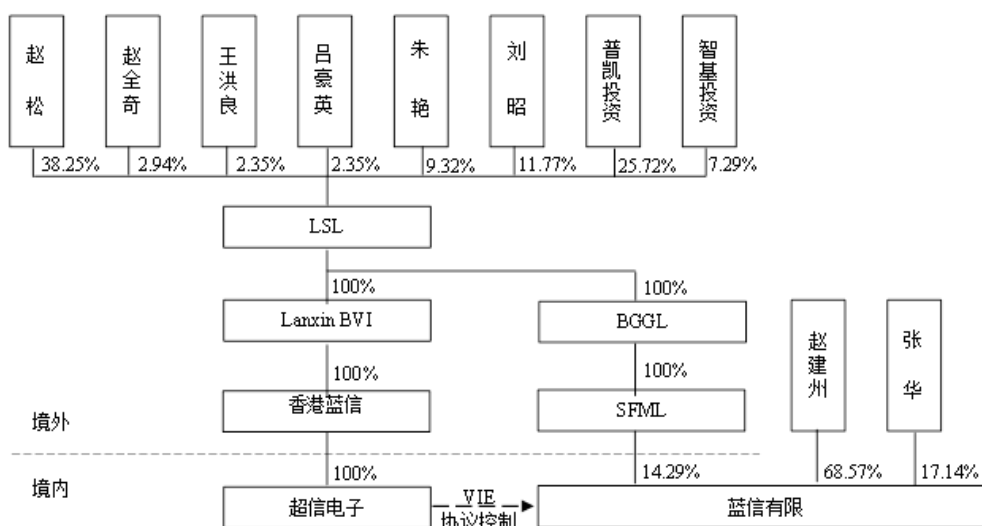 赵松
赵全奇
王洪良
吕豪英
朱艳
刘昭
普凯投资
智基投资
38.25%
2.94%
2.35%
2.35%
9.32%
11.77%
25.72%
7.29%
LSL
100%
100%
Lanxin BVI
BGGL
赵建州
张华
100%
100%
香港蓝信
SFML
境外
境内
100%
14.29%
68.57%
17.14%
超信电子
VIE
协议控制
蓝信有限